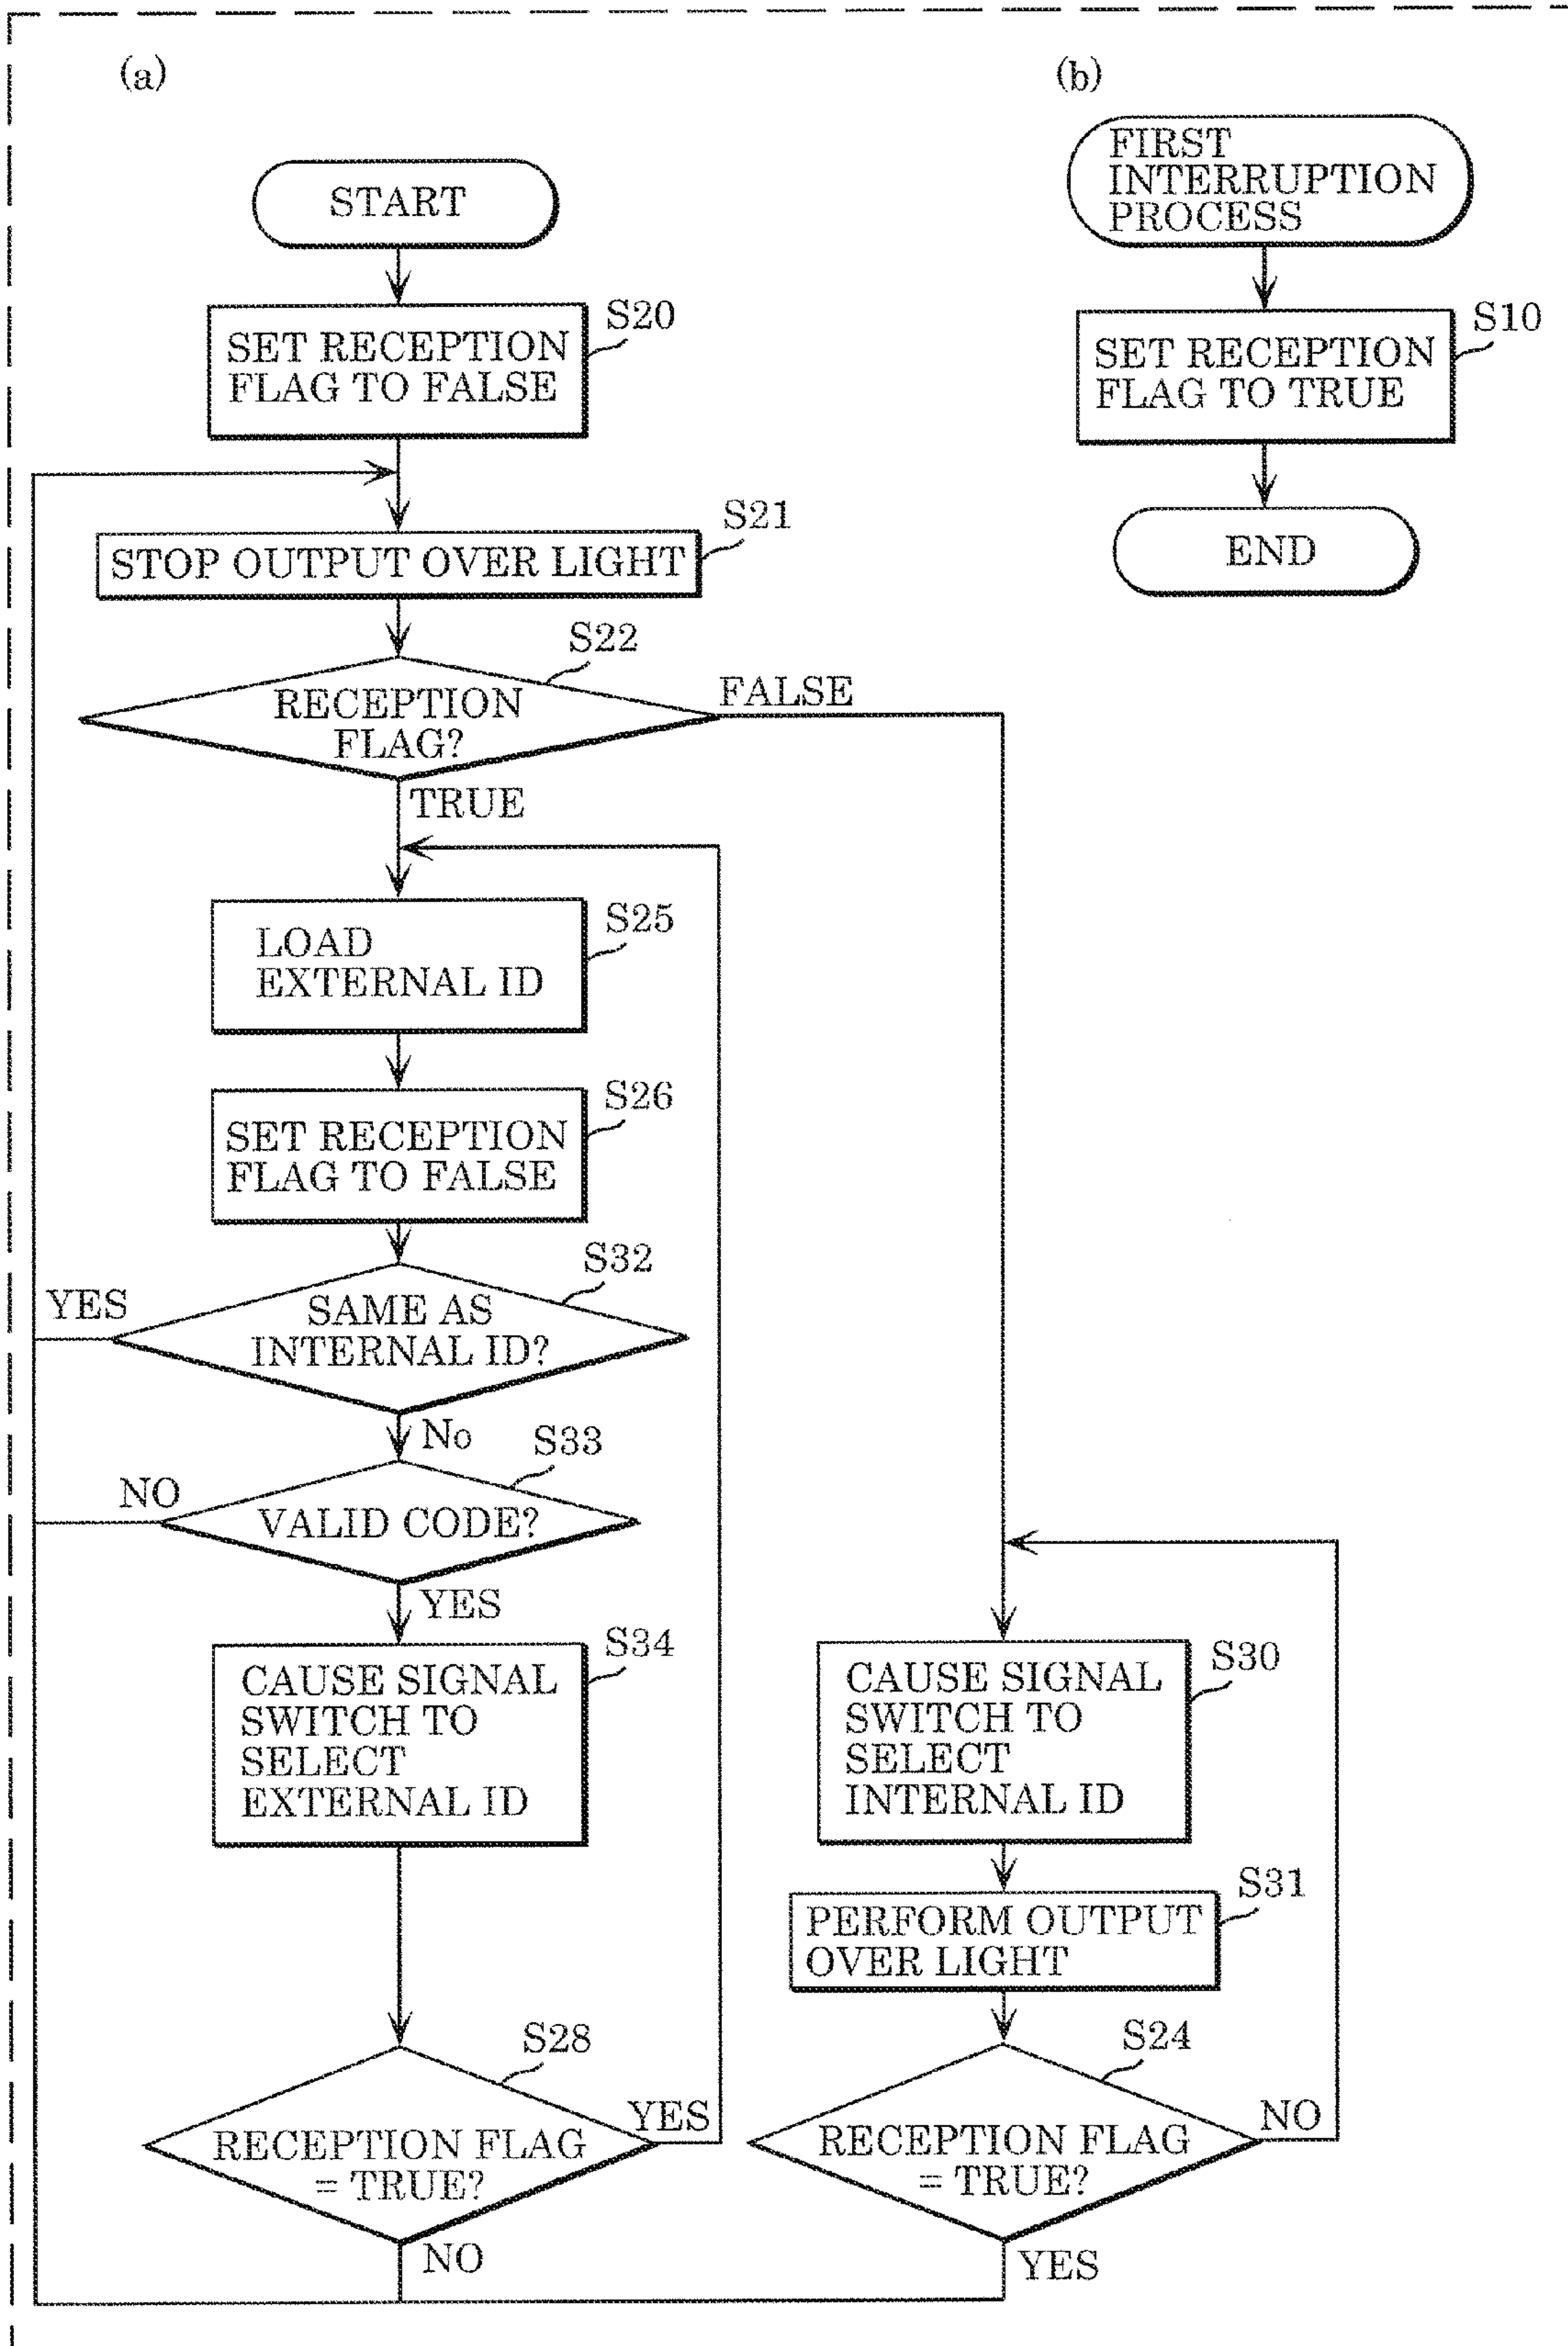 (a)
START
S20
SET RECEPTION
FLAG TO FALSE
S21
STOP OUTPUT OVER LIGHT
S22
RECEPTION
FLAG?
FALSE
TRUE
S25
LOAD
EXTERNAL ID
S26
SET RECEPTION
FLAG TO FALSE
S32
YES
SAME AS
INTERNAL ID?
No
S33
NO
VALID CODE?
YES
S34
CAUSE SIGNAL
SWITCH TO
SELECT
EXTERNAL ID
S28
YES
RECEPTION FLAG
= TRUE?
NO
S30
CAUSE SIGNAL
SWITCH TO
SELECT
INTERNAL ID
S31
PERFORM OUTPUT
OVER LIGHT
S24
NO
RECEPTION FLAG
= TRUE?
YES
(b)
FIRST
INTERRUPTION
PROCESS
S10
SET RECEPTION
FLAG TO TRUE
END